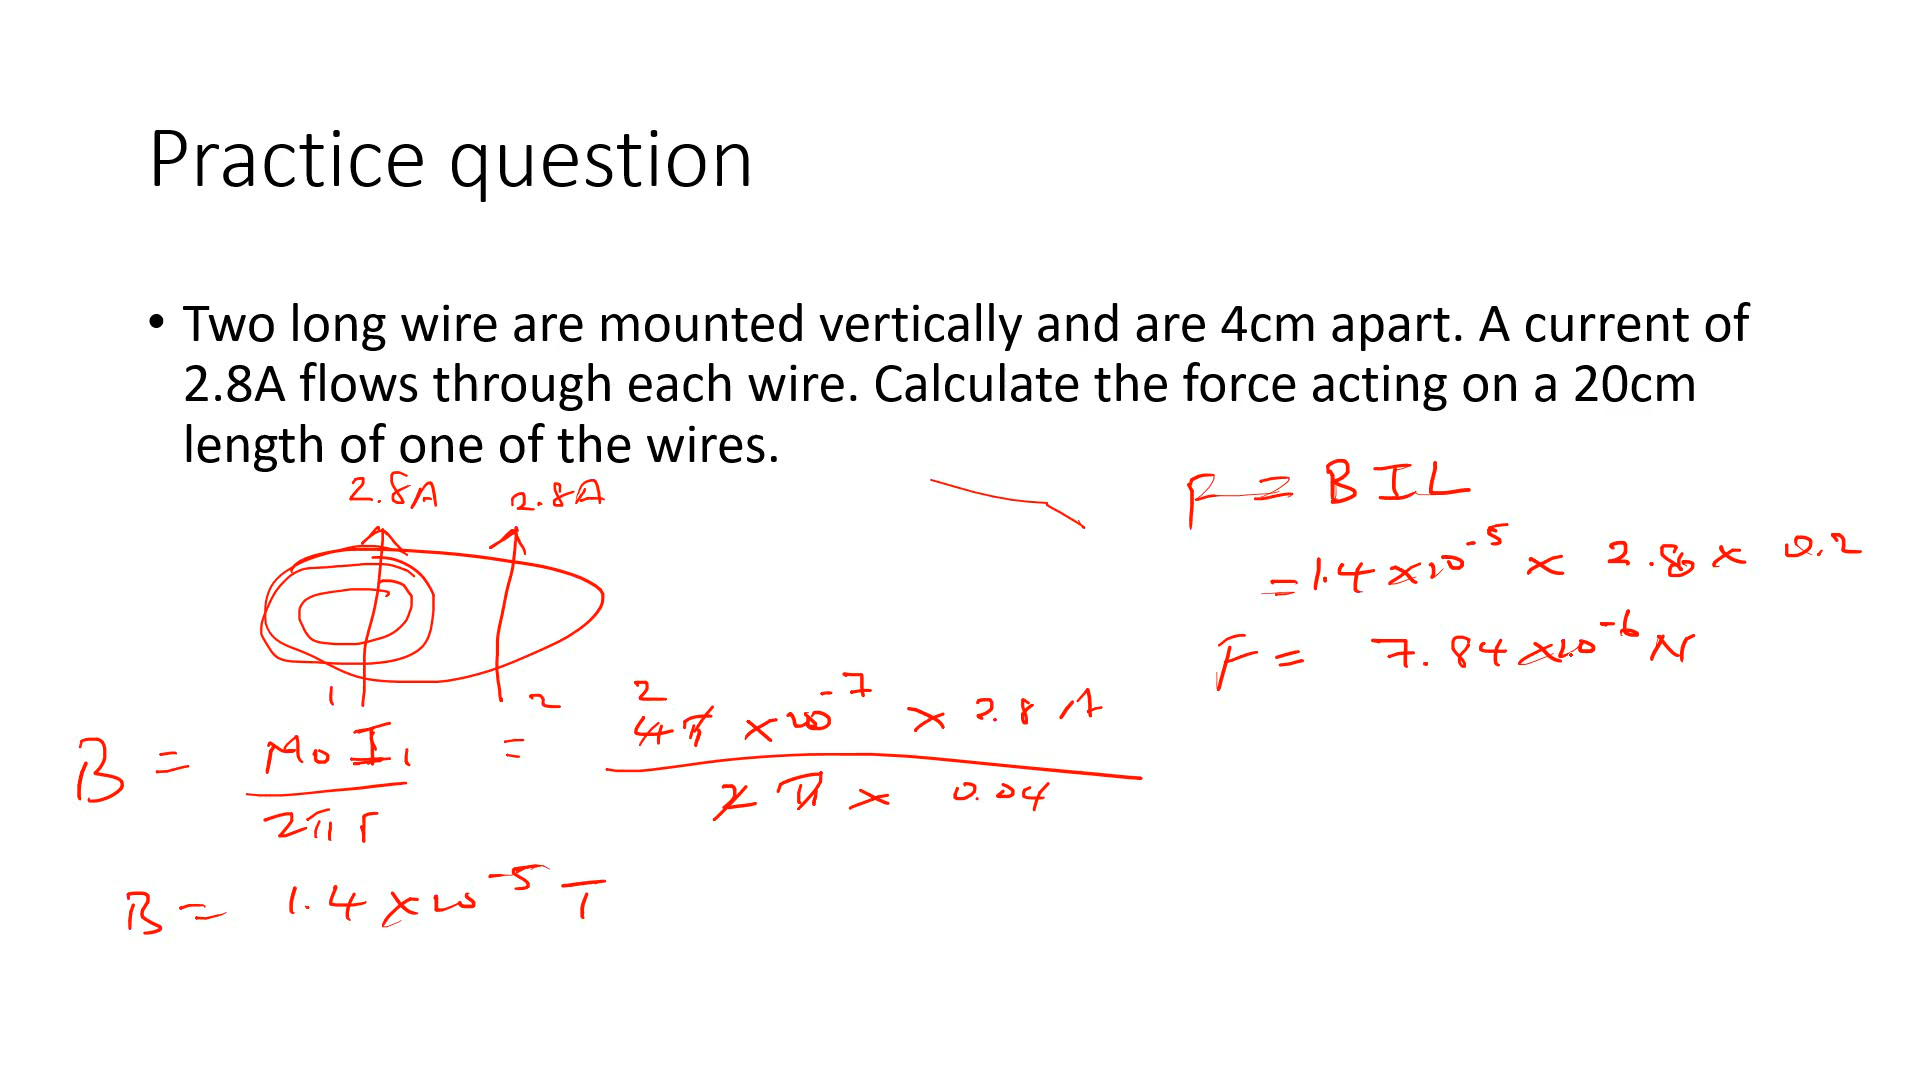 Practice question
• Two long wire are mounted vertically and are 4cm apart. A current of
2.8A flows through each wire. Calculate the force acting on a 20cm
length of one of the wires.
2.8A 2.8A
1 2
B = μ₀I₁/2πr = 4π × 10⁻⁷ × 2.8A / 2π × 0.04
2
B = 1.4 × 10⁻⁵ T
F = BIL
= 1.4 × 10⁻⁵ × 2.8 × 0.2
F = 7.84 × 10⁻⁶ N